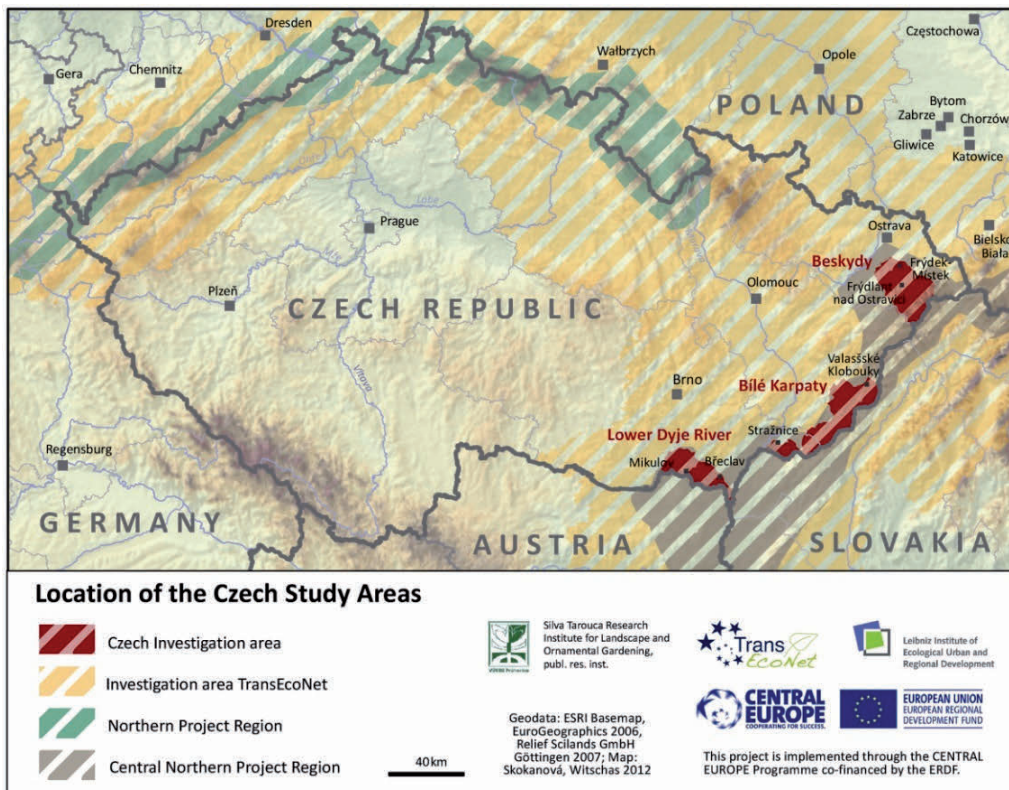 Dresden
Wałbrzych
Częstochowa
Opole
Gera
Chemnitz
POLAND
Bytom
Zabrze
Chorzów
Gliwice
Katowice
Labe
Prague
Ostrava
Bielsko
Biała
Beskydy
Frýdek-
Místek
Plzeň
CZECH REPUBLIC
Olomouc
Frýdlant
nad Ostravicí
Vltava
Valasšské
Klobouky
Brno
Bílé Karpaty
Regensburg
Lower Dyje River
Stražnice
Mikulov
Břeclav
GERMANY
AUSTRIA
SLOVAKIA
Location of the Czech Study Areas
Czech Investigation area
Investigation area TransEcoNet
Northern Project Region
Central Northern Project Region
40 km
Silva Tarouca Research
Institute for Landscape and
Ornamental Gardening,
publ. res. inst.
Trans
EcoNet
Leibniz Institute of
Ecological Urban and
Regional Development
Geodata: ESRI Basemap,
EuroGeographics 2006,
Relief Scilands GmbH
Göttingen 2007; Map:
Skokanová, Witschas 2012
CENTRAL
EUROPE
COOPERATING FOR SUCCESS.
EUROPEAN UNION
EUROPEAN REGIONAL
DEVELOPMENT FUND
This project is implemented through the CENTRAL
EUROPE Programme co-financed by the ERDF.